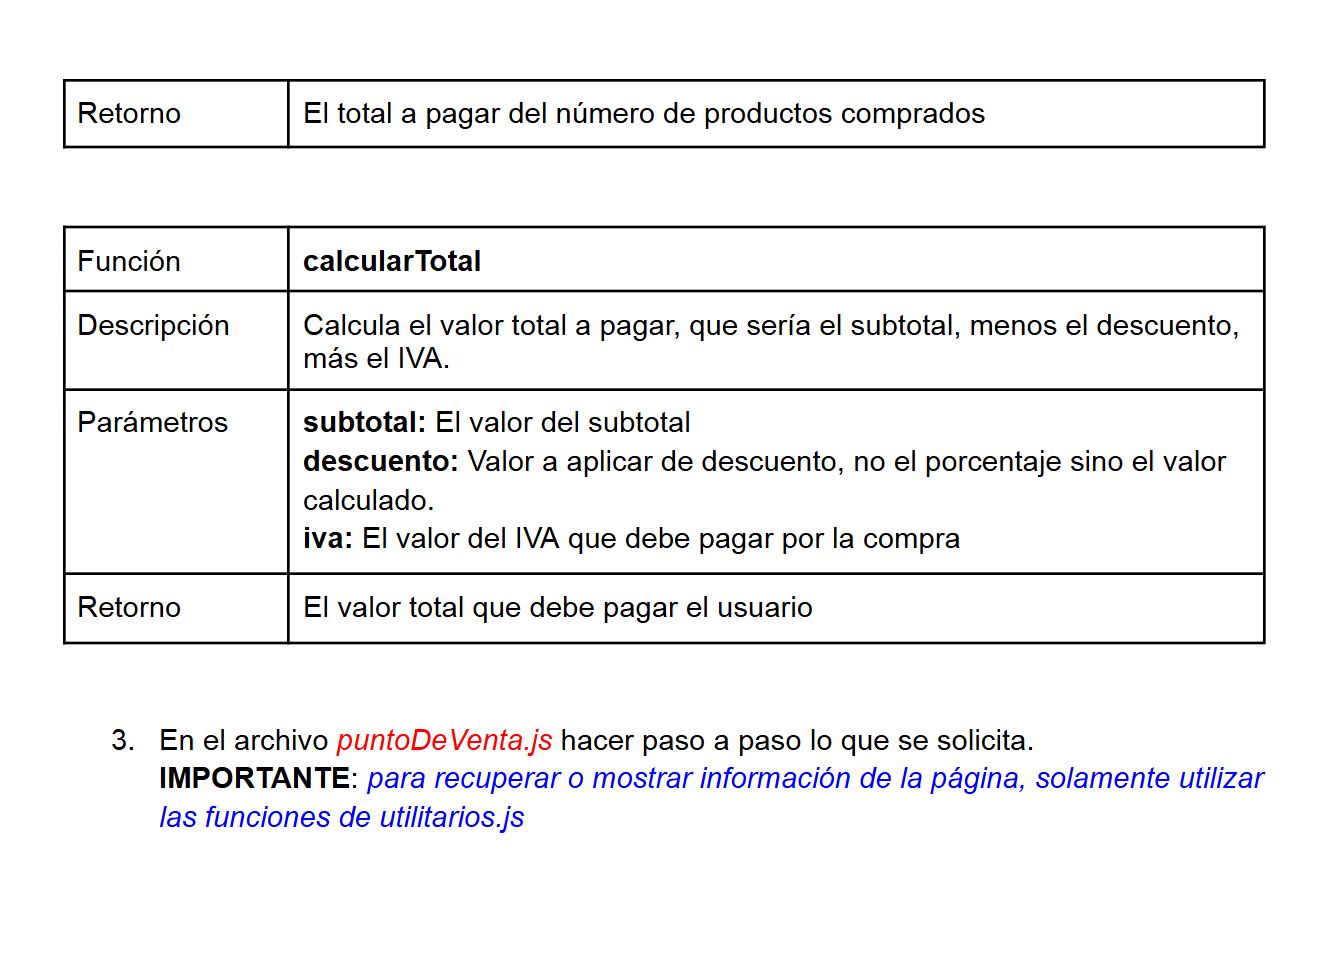 Retorno El total a pagar del número de productos comprados
Función calcularTotal
Descripción Calcula el valor total a pagar, que sería el subtotal, menos el descuento,
más el IVA.
Parámetros subtotal: El valor del subtotal
descuento: Valor a aplicar de descuento, no el porcentaje sino el valor
calculado.
iva: El valor del IVA que debe pagar por la compra
Retorno El valor total que debe pagar el usuario
3. En el archivo puntoDeVenta.js hacer paso a paso lo que se solicita.
IMPORTANTE: para recuperar o mostrar información de la página, solamente utilizar
las funciones de utilitarios.js